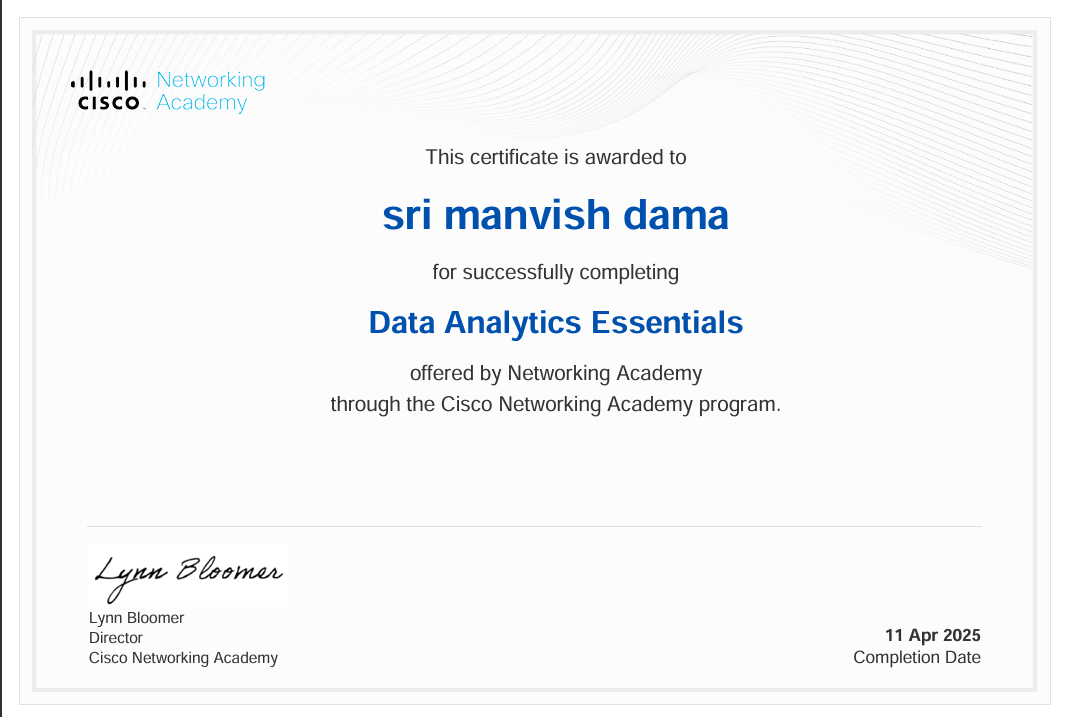 Networking
CISCO Academy
This certificate is awarded to
sri manvish dama
for successfully completing
Data Analytics Essentials
offered by Networking Academy
through the Cisco Networking Academy program.
Lynn Bloomer
Lynn Bloomer
Director
Cisco Networking Academy
11 Apr 2025
Completion Date